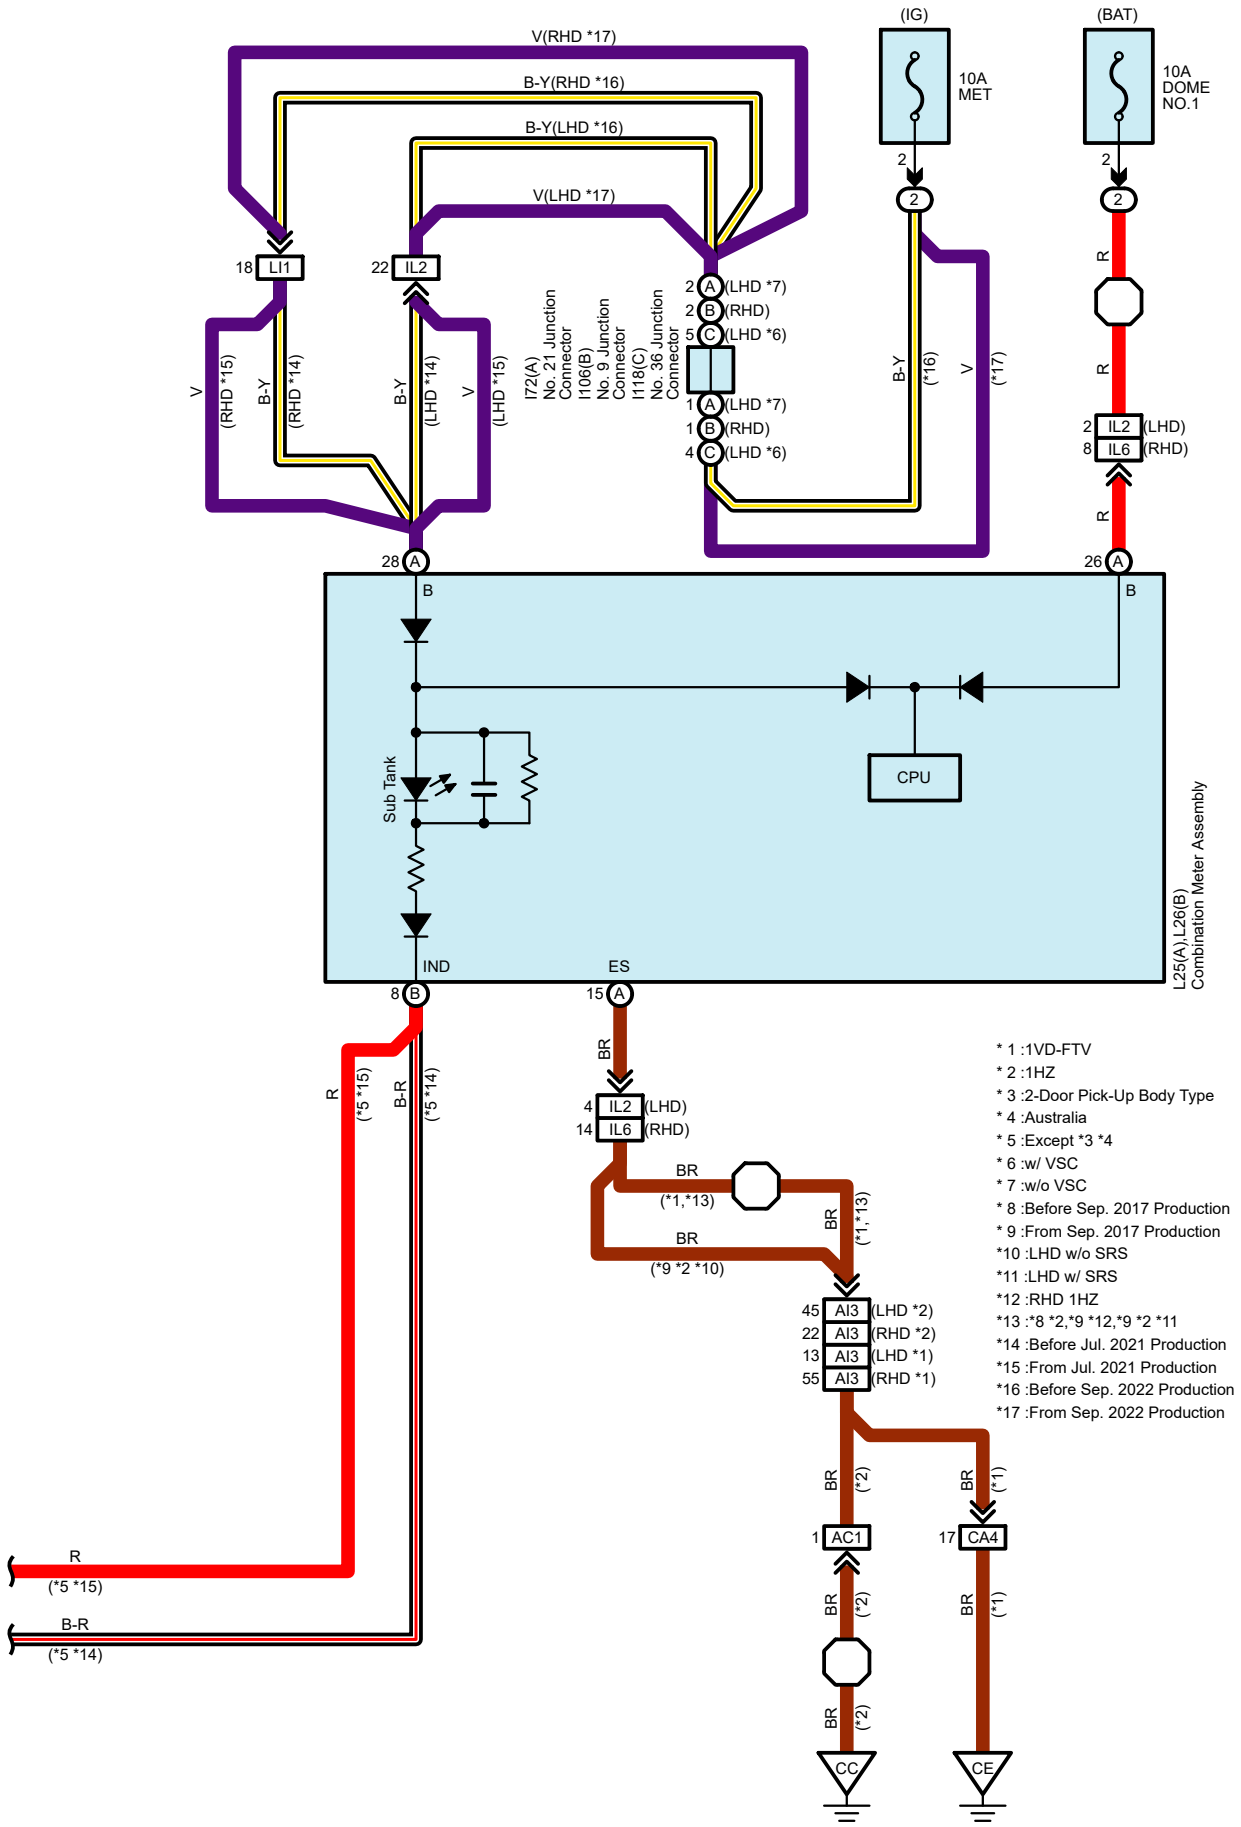 (IG)
(BAT)
V(RHD *17)
10A
MET
10A
DOME
NO.1
B-Y(RHD *16)
B-Y(LHD *16)
2
2
V(LHD *17)
2
2
18 LI1
22 IL2
R
2 A (LHD *7)
2 B (RHD)
5 C (LHD *6)
I72(A)
No. 21 Junction
Connector
I106(B)
No. 9 Junction
Connector
I118(C)
No. 36 Junction
Connector
V
(RHD *15)
B-Y
(RHD *14)
B-Y
(LHD *14)
V
(LHD *15)
B-Y
(*16)
V
(*17)
R
1 A (LHD *7)
1 B (RHD)
4 C (LHD *6)
2 IL2 (LHD)
8 IL6 (RHD)
R
28 A
26 A
B
B
Sub Tank
CPU
L25(A),L26(B)
Combination Meter Assembly
IND
ES
8 B
15 A
BR
R
(*5 *15)
B-R
(*5 *14)
4 IL2 (LHD)
14 IL6 (RHD)
BR
(*1,*13)
BR
(*1,*13)
BR
(*9 *2 *10)
* 1 :1VD-FTV
* 2 :1HZ
* 3 :2-Door Pick-Up Body Type
* 4 :Australia
* 5 :Except *3 *4
* 6 :w/ VSC
* 7 :w/o VSC
* 8 :Before Sep. 2017 Production
* 9 :From Sep. 2017 Production
*10 :LHD w/o SRS
*11 :LHD w/ SRS
*12 :RHD 1HZ
*13 :*8 *2,*9 *12,*9 *2 *11
*14 :Before Jul. 2021 Production
*15 :From Jul. 2021 Production
*16 :Before Sep. 2022 Production
*17 :From Sep. 2022 Production
45 AI3 (LHD *2)
22 AI3 (RHD *2)
13 AI3 (LHD *1)
55 AI3 (RHD *1)
BR
(*2)
BR
(*1)
1 AC1
17 CA4
R
(*5 *15)
BR
(*2)
BR
(*1)
B-R
(*5 *14)
BR
(*2)
CC
CE